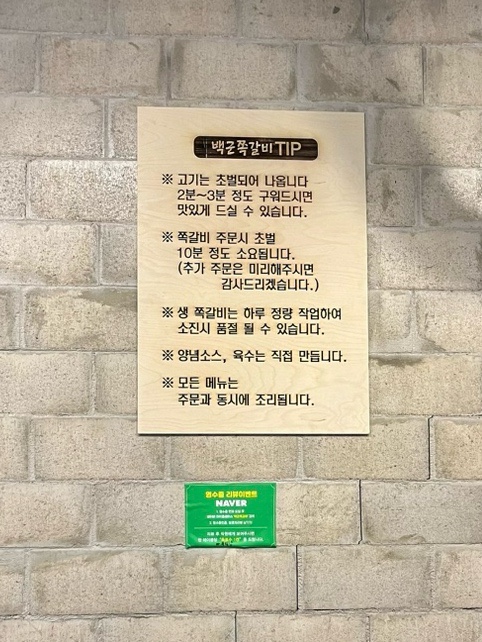 백군쪽갈비TIP
※ 고기는 초벌되어 나옵니다
2분~3분 정도 구워드시면
맛있게 드실 수 있습니다.
※ 쪽갈비 주문시 초벌
10분 정도 소요됩니다.
(추가 주문은 미리해주시면
감사드리겠습니다.)
※ 생 쪽갈비는 하루 정량 작업하여
소진시 품절 될 수 있습니다.
※ 양념소스, 육수는 직접 만듭니다.
※ 모든 메뉴는
주문과 동시에 조리됩니다.
영수증 리뷰이벤트
NAVER